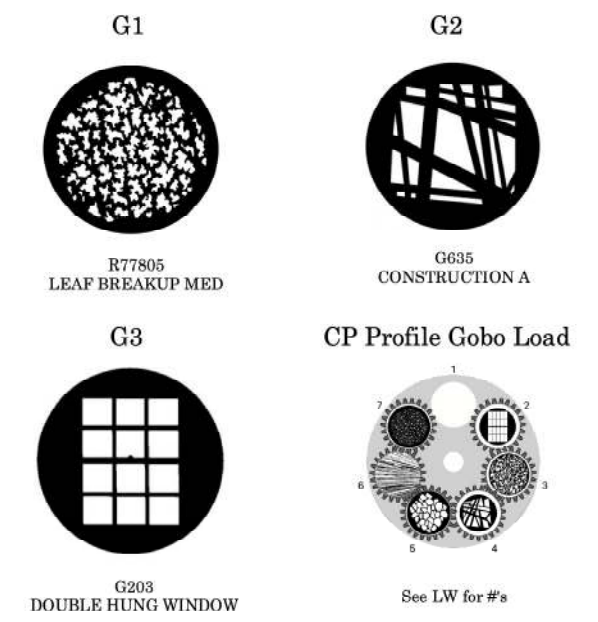 G1
G2
R77805
LEAF BREAKUP MED
G635
CONSTRUCTION A
G3
CP Profile Gobo Load
1
7
2
6
3
5
4
G203
DOUBLE HUNG WINDOW
See LW for #'s